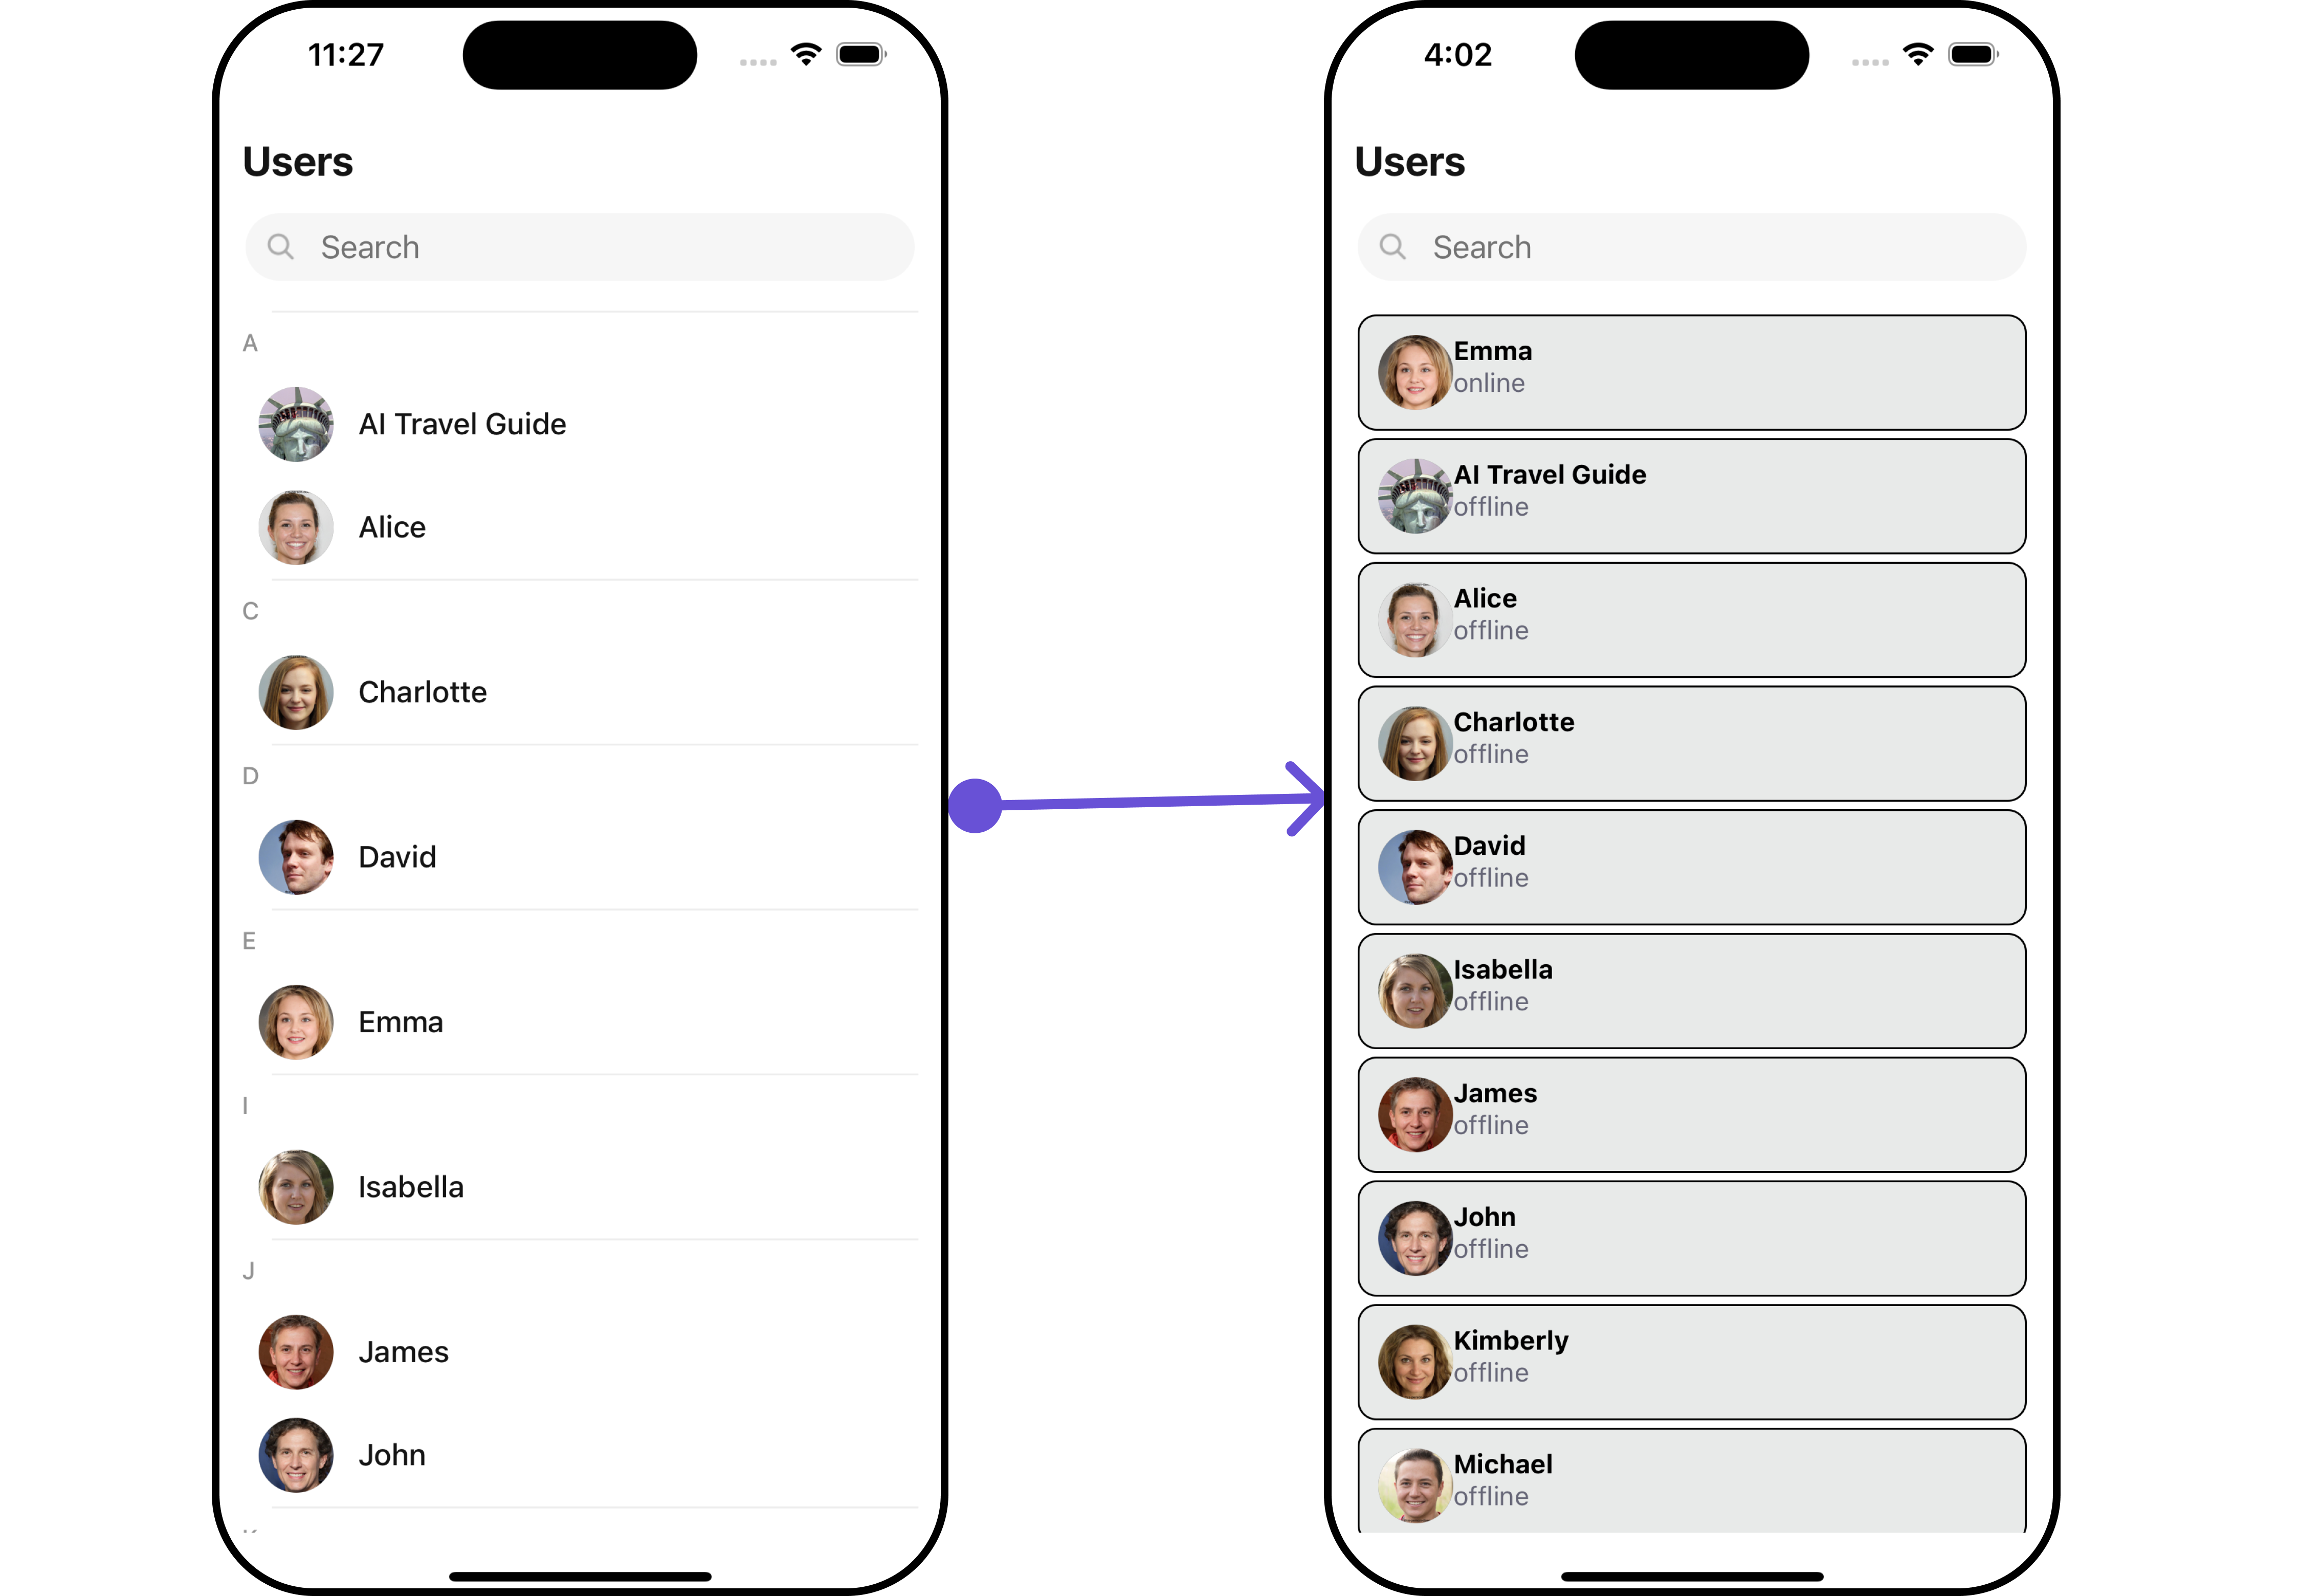 11:27
Users
Search
A
AI Travel Guide
Alice
C
Charlotte
D
David
E
Emma
I
Isabella
J
James
John
4:02
Users
Search
Emma
online
AI Travel Guide
offline
Alice
offline
Charlotte
offline
David
offline
Isabella
offline
James
offline
John
offline
Kimberly
offline
Michael
offline